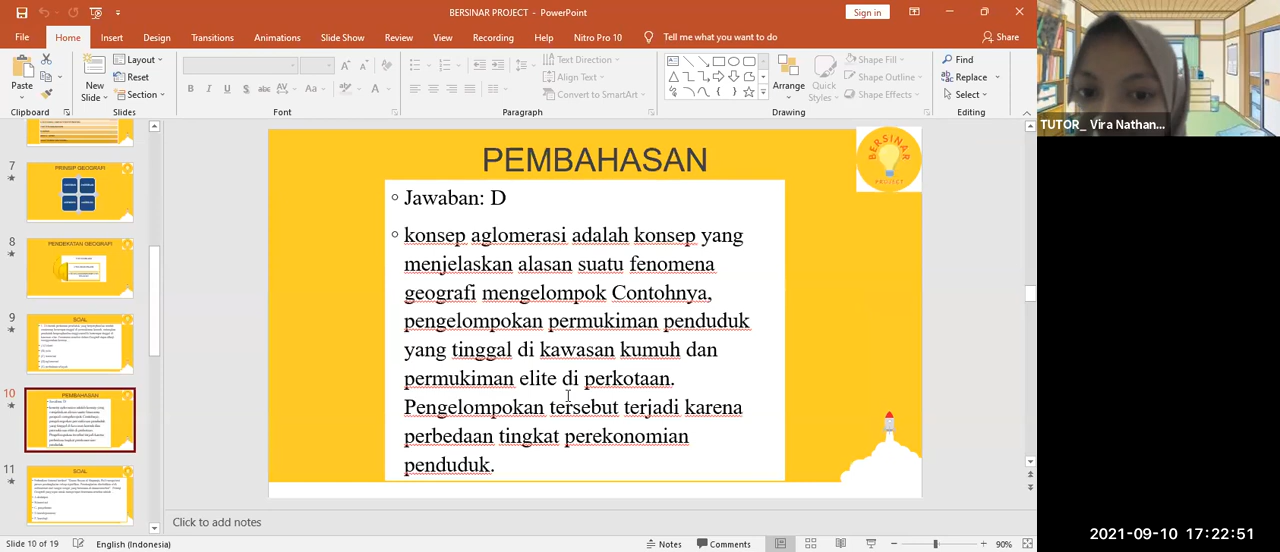 BERSINAR PROJECT - PowerPoint
Sign in
File Home Insert Design Transitions Animations Slide Show Review View Recording Help Nitro Pro 10 Tell me what you want to do Share
Paste
New Slide
Layout
Reset
Section
Text Direction
Align Text
Convert to SmartArt
Arrange
Quick Styles
Shape Fill
Shape Outline
Shape Effects
Find
Replace
Select
Clipboard Slides Font Paragraph Drawing Editing
TUTOR_ Vira Nathan...
7
PRINSIP GEOGRAFI
8
PENDEKATAN GEOGRAFI
9
SOAL
10
PEMBAHASAN
11
SOAL
PEMBAHASAN
BERSINAR
PROJECT
Jawaban: D
konsep aglomerasi adalah konsep yang
menjelaskan alasan suatu fenomena
geografi mengelompok Contohnya,
pengelompokan permukiman penduduk
yang tinggal di kawasan kumuh dan
permukiman elite di perkotaan.
Pengelompokan tersebut terjadi karena
perbedaan tingkat perekonomian
penduduk.
Click to add notes
Slide 10 of 19 English (Indonesia) Notes Comments 90%
2021-09-10 17:22:51